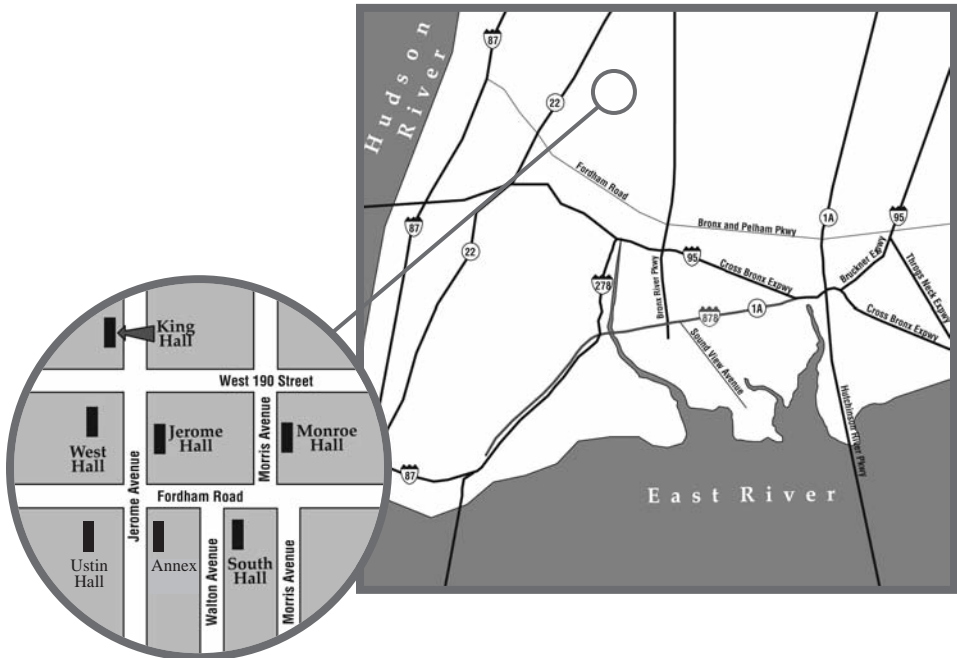 Hudson
River
87
22
Fordham Road
87
22
1A
95
Bronx and Pelham Pkwy
95
Cross Bronx Expwy
Bruckner Expwy
Throgs Neck Expwy
278
Bronx River Pkwy
878
1A
Cross Bronx Expwy
Sound View Avenue
Hutchinson River Pkwy
87
East River
King
Hall
West 190 Street
West
Hall
Jerome
Hall
Morris Avenue
Monroe
Hall
Jerome Avenue
Fordham Road
Ustin
Hall
Annex
Walton Avenue
South
Hall
Morris Avenue